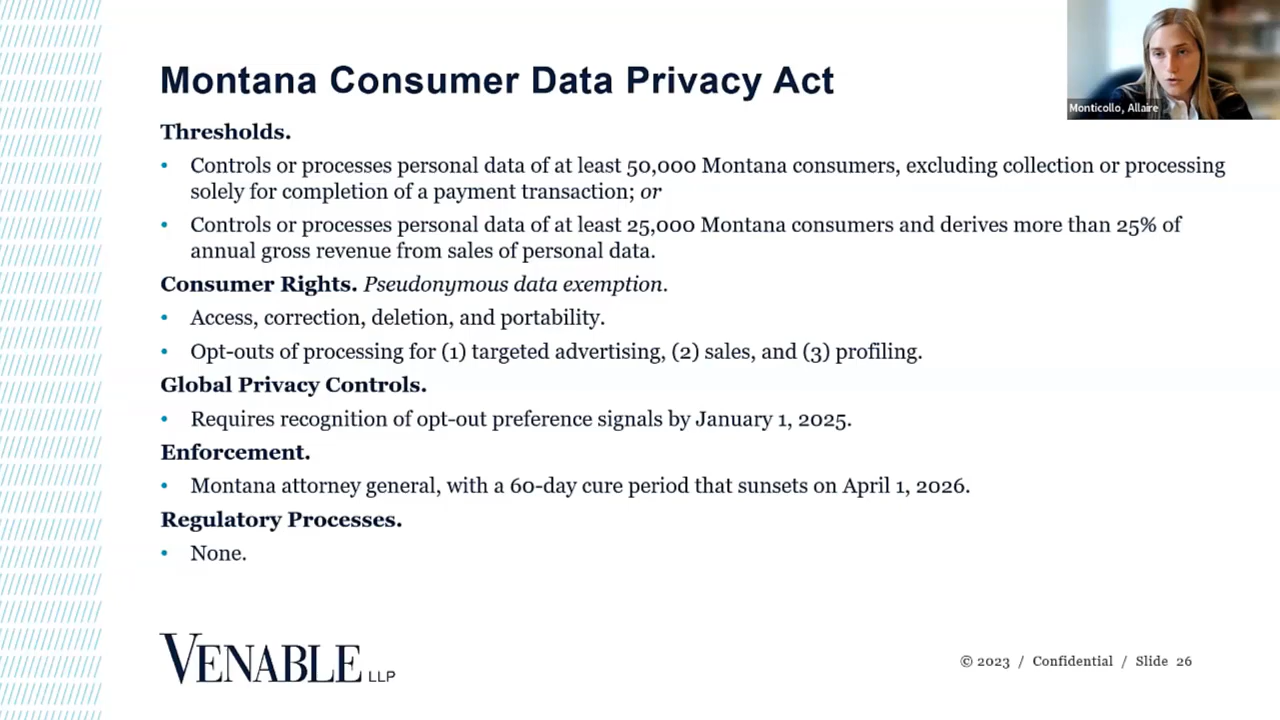 Montana Consumer Data Privacy Act
Monticollo, Allaire
Thresholds.
• Controls or processes personal data of at least 50,000 Montana consumers, excluding collection or processing
solely for completion of a payment transaction; or
• Controls or processes personal data of at least 25,000 Montana consumers and derives more than 25% of
annual gross revenue from sales of personal data.
Consumer Rights. Pseudonymous data exemption.
• Access, correction, deletion, and portability.
• Opt-outs of processing for (1) targeted advertising, (2) sales, and (3) profiling.
Global Privacy Controls.
• Requires recognition of opt-out preference signals by January 1, 2025.
Enforcement.
• Montana attorney general, with a 60-day cure period that sunsets on April 1, 2026.
Regulatory Processes.
• None.
VENABLE LLP
© 2023 / Confidential / Slide 26